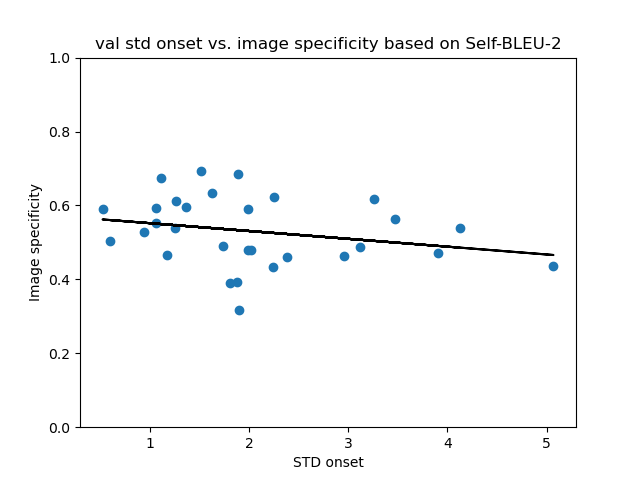 val std onset vs. image specificity based on Self-BLEU-2
1.0
0.8
0.6
0.4
0.2
0.0
Image specificity
1 2 3 4 5
STD onset